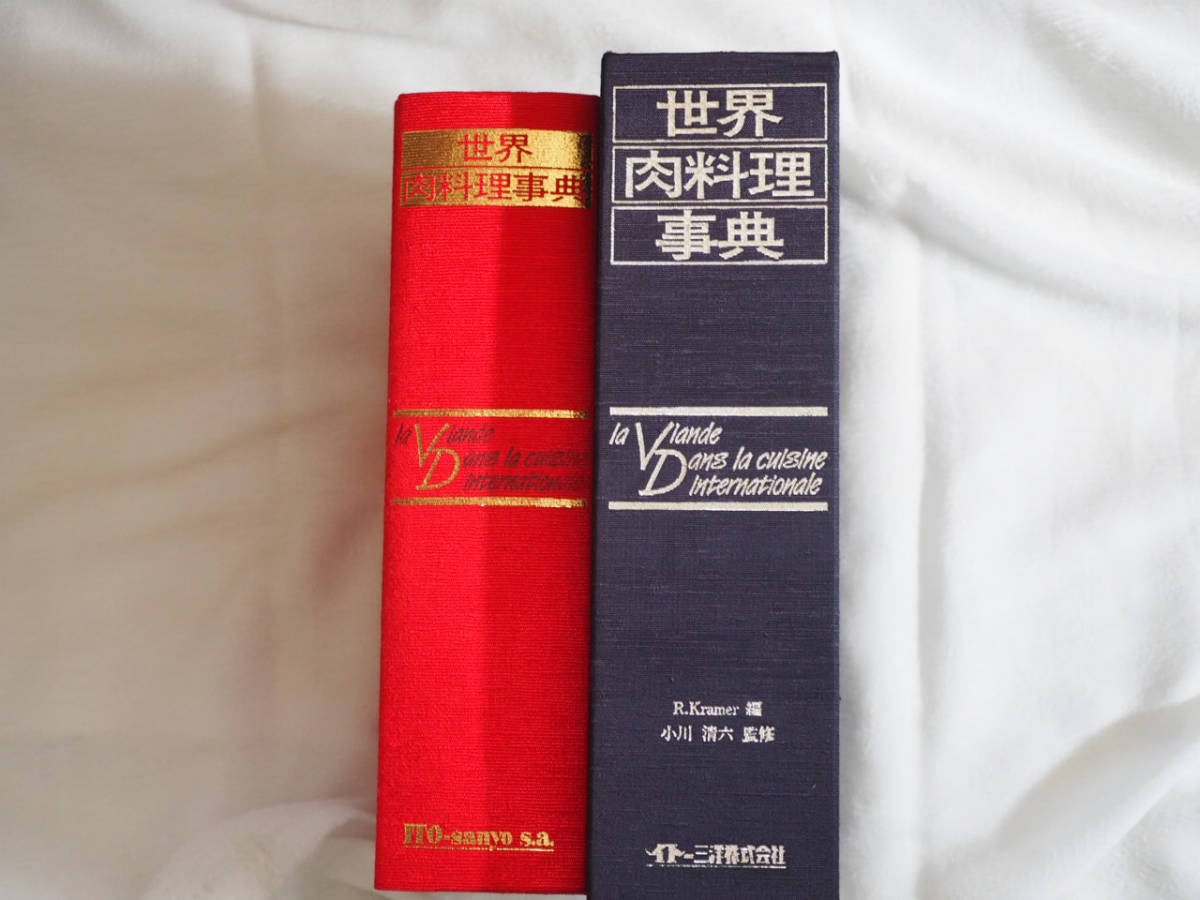 世界
肉料理事典
la Viande
Dans la cuisine
internationale
ITO-sanyo s.a.
世界
肉料理
事典
la Viande
Dans la cuisine
internationale
R.Kramer 編
小川 清六 監修
イトー三洋株式会社